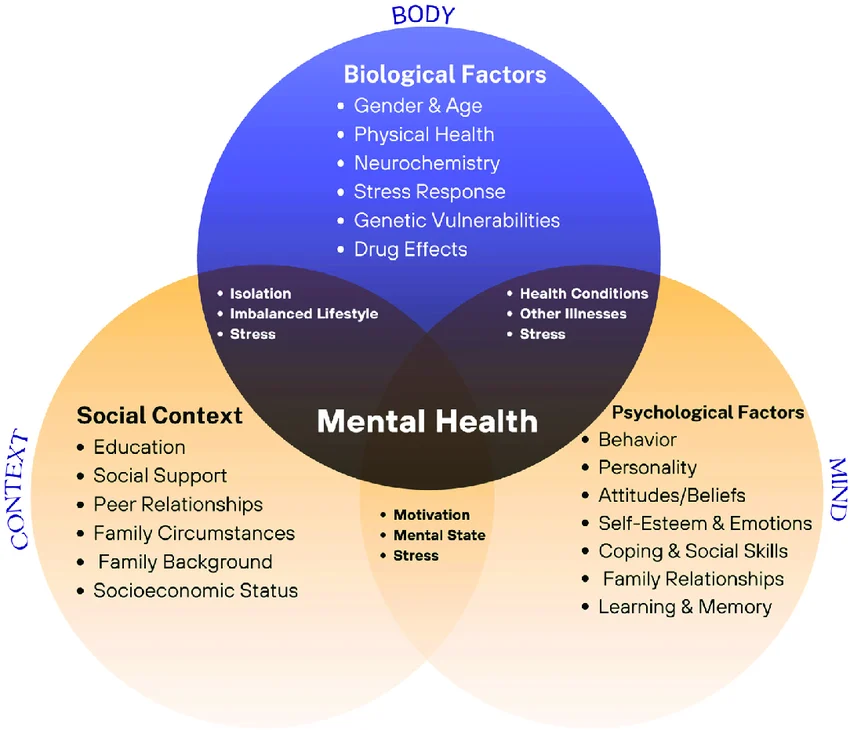 BODY
Biological Factors
• Gender & Age
• Physical Health
• Neurochemistry
• Stress Response
• Genetic Vulnerabilities
• Drug Effects
• Isolation
• Imbalanced Lifestyle
• Stress
• Health Conditions
• Other Illnesses
• Stress
Mental Health
CONTEXT
Social Context
• Education
• Social Support
• Peer Relationships
• Family Circumstances
• Family Background
• Socioeconomic Status
• Motivation
• Mental State
• Stress
Psychological Factors
• Behavior
• Personality
• Attitudes/Beliefs
• Self-Esteem & Emotions
• Coping & Social Skills
• Family Relationships
• Learning & Memory
MIND